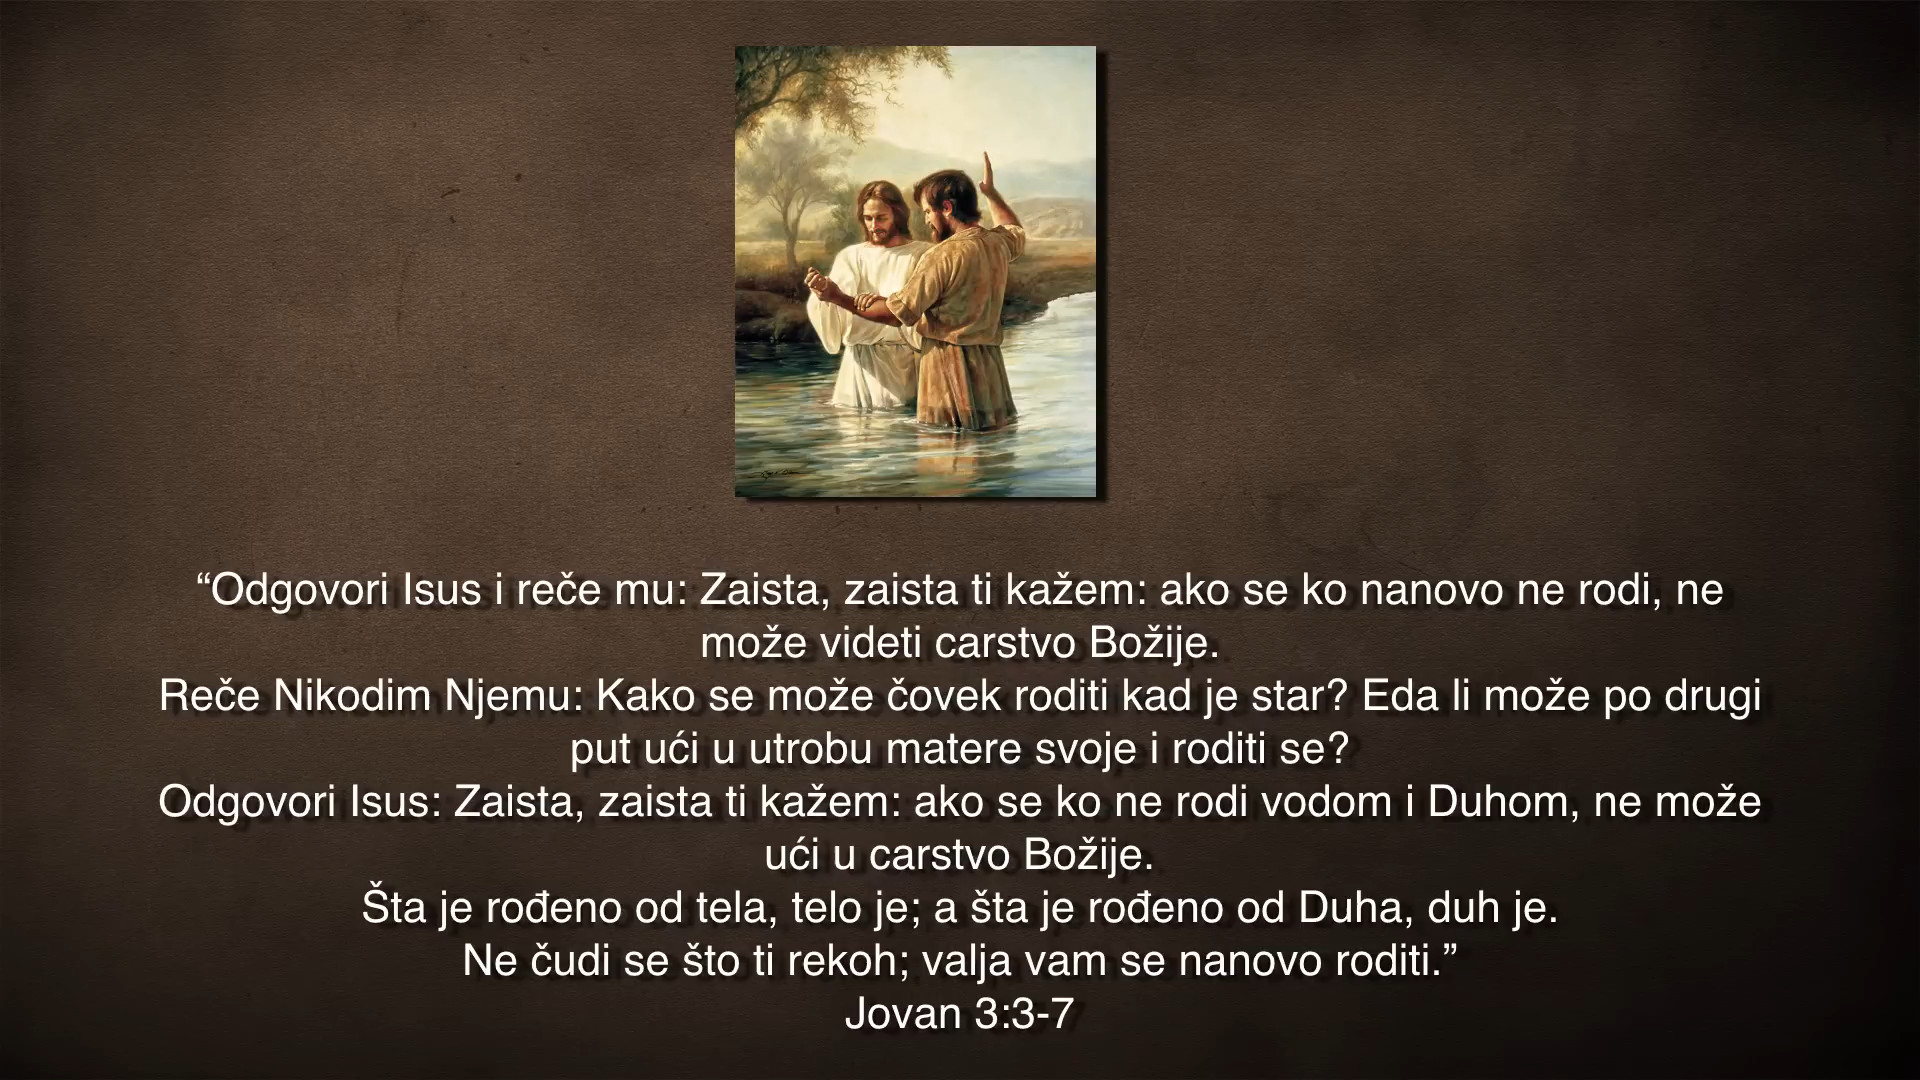 “Odgovori Isus i reče mu: Zaista, zaista ti kažem: ako se ko nanovo ne rodi, ne
može videti carstvo Božije.
Reče Nikodim Njemu: Kako se može čovek roditi kad je star? Eda li može po drugi
put ući u utrobu matere svoje i roditi se?
Odgovori Isus: Zaista, zaista ti kažem: ako se ko ne rodi vodom i Duhom, ne može
ući u carstvo Božije.
Šta je rođeno od tela, telo je; a šta je rođeno od Duha, duh je.
Ne čudi se što ti rekoh; valja vam se nanovo roditi.”
Jovan 3:3-7